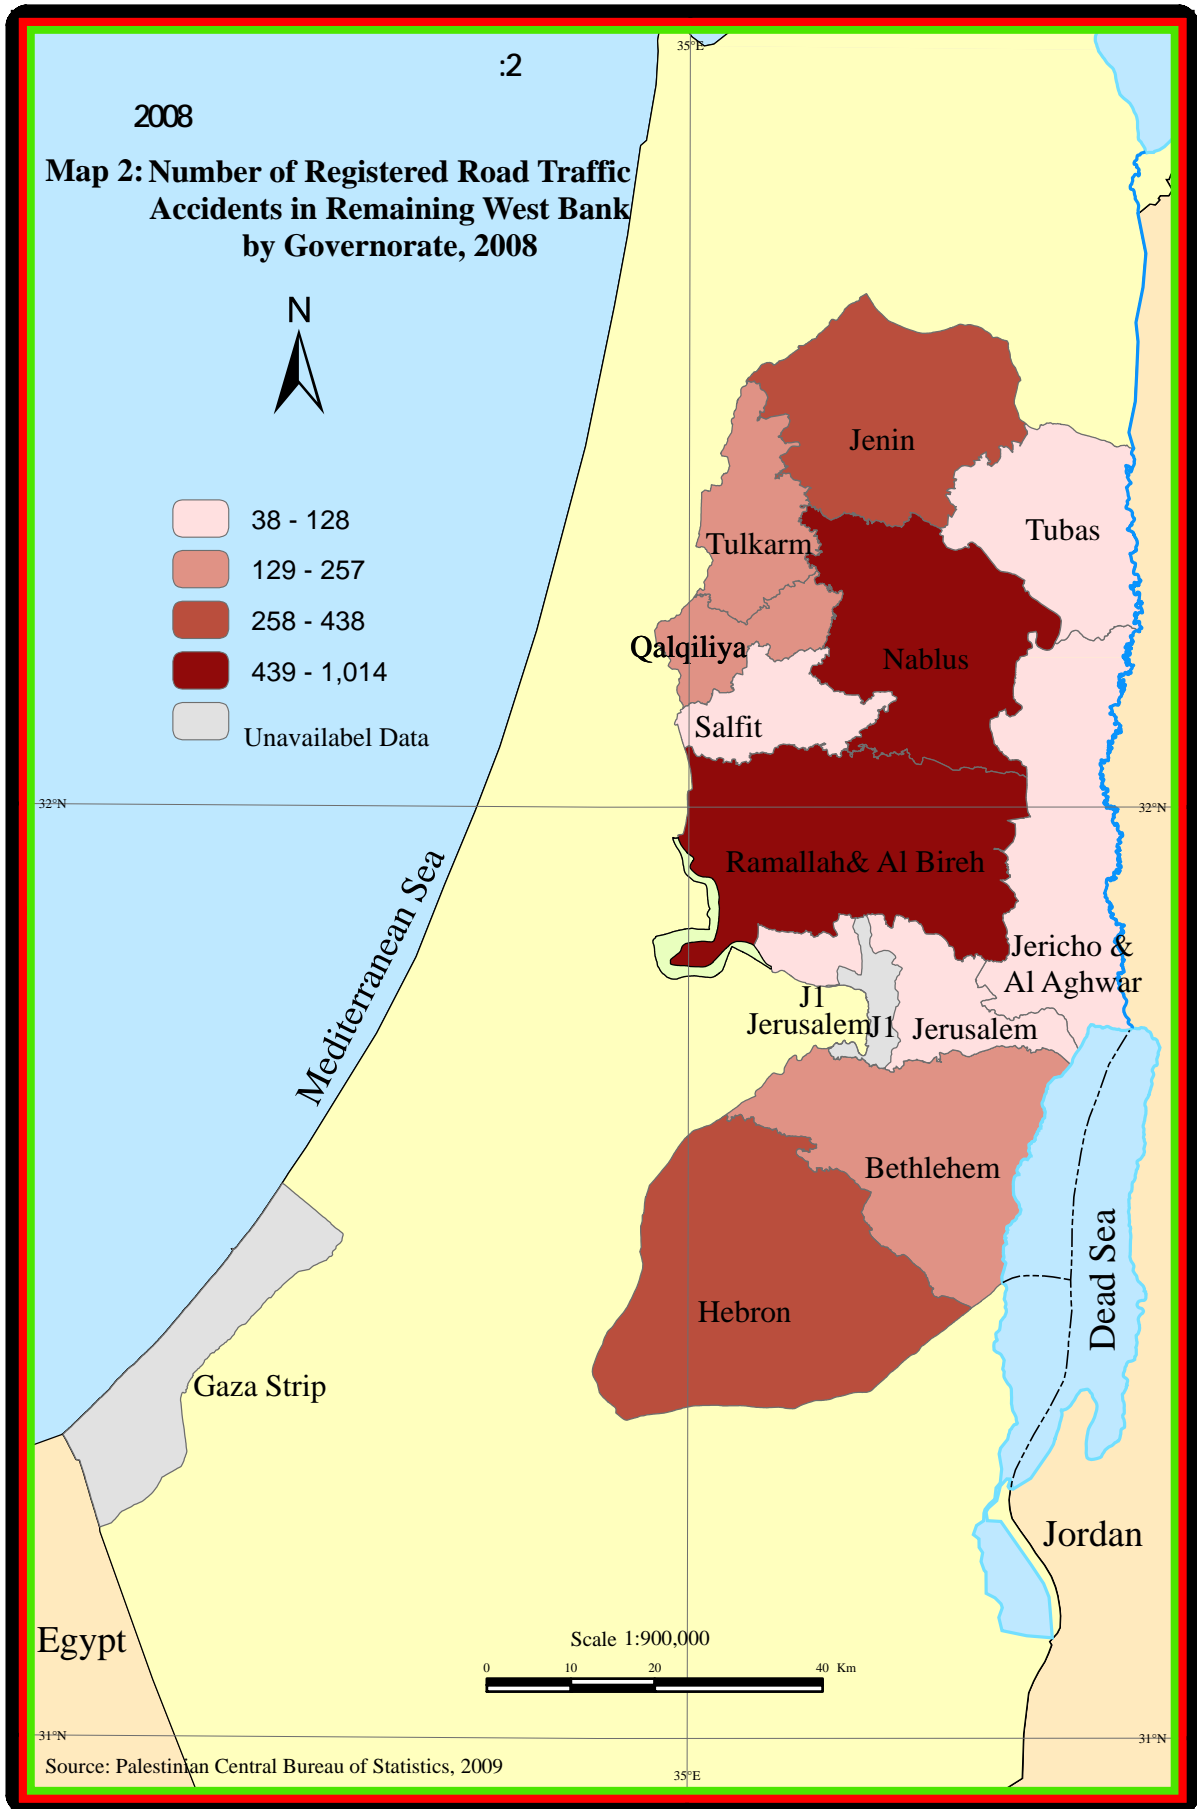 :2
2008
Map 2: Number of Registered Road Traffic
Accidents in Remaining West Bank
by Governorate, 2008
N
38 - 128
129 - 257
258 - 438
439 - 1,014
Unavailabel Data
35°E
Jenin
Tubas
Tulkarm
Qalqiliya
Nablus
Salfit
32°N
32°N
Ramallah& Al Bireh
Mediterranean Sea
Jericho &
Al Aghwar
J1
Jerusalem
J1
Jerusalem
Bethlehem
Dead Sea
Hebron
Gaza Strip
Jordan
Egypt
Scale 1:900,000
0 10 20 40 Km
31°N
31°N
Source: Palestinian Central Bureau of Statistics, 2009
35°E